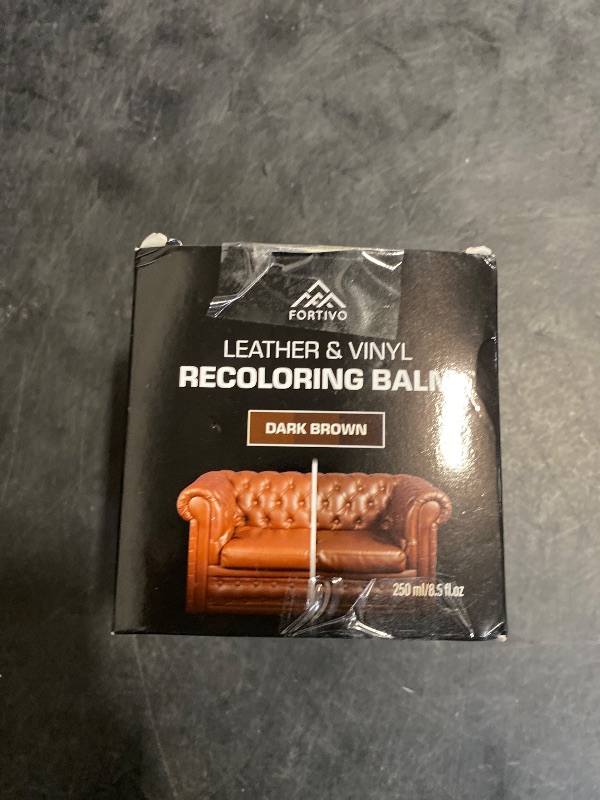 FORTIVO
LEATHER & VINYL
RECOLORING BALM
DARK BROWN
250 ml/8.5 fl.oz